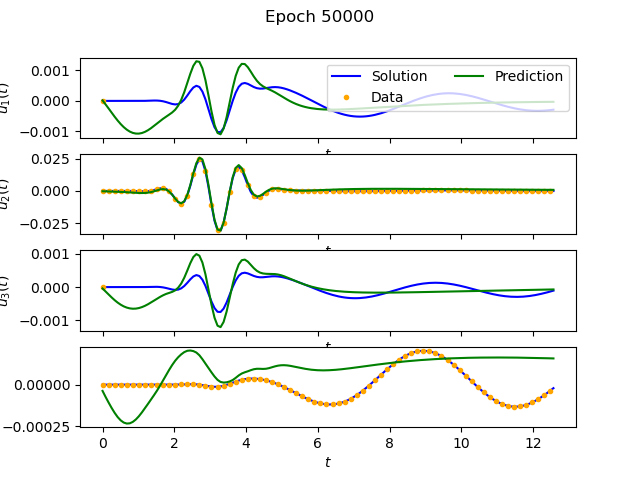 Epoch 50000
0.001
0.000
−0.001
u1(t)
Solution
Prediction
Data
0.025
0.000
−0.025
u2(t)
0.001
0.000
−0.001
u3(t)
0.00000
−0.00025
0 2 4 6 8 10 12
t